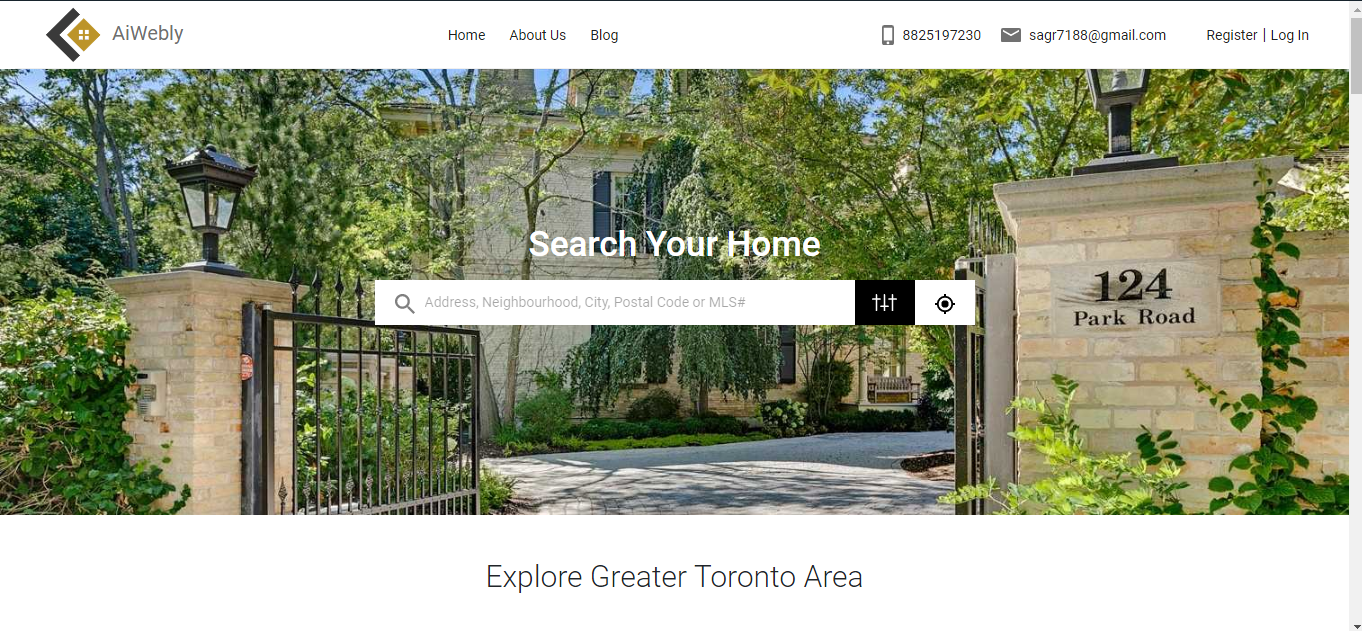 AiWebly
Home About Us Blog
8825197230 sagr7188@gmail.com
Register | Log In
Search Your Home
Address, Neighbourhood, City, Postal Code or MLS#
124
Park Road
Explore Greater Toronto Area